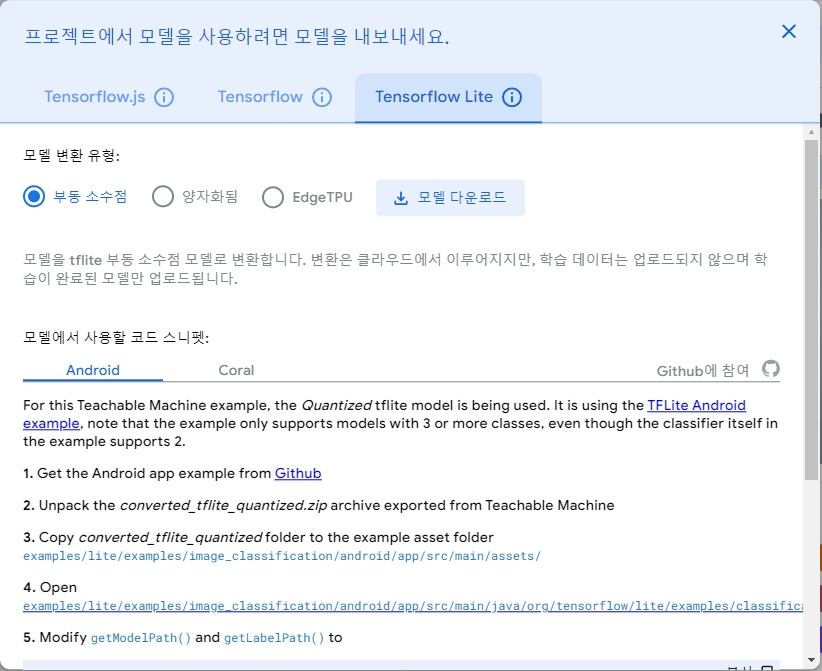 프로젝트에서 모델을 사용하려면 모델을 내보내세요.
Tensorflow.js
Tensorflow
Tensorflow Lite
모델 변환 유형:
부동 소수점
양자화됨
EdgeTPU
모델 다운로드
모델을 tflite 부동 소수점 모델로 변환합니다. 변환은 클라우드에서 이루어지지만, 학습 데이터는 업로드되지 않으며 학
습이 완료된 모델만 업로드됩니다.
모델에서 사용할 코드 스니펫:
Android
Coral
Github에 참여
For this Teachable Machine example, the Quantized tflite model is being used. It is using the TFLite Android
example, note that the example only supports models with 3 or more classes, even though the classifier itself in
the example supports 2.
1. Get the Android app example from Github
2. Unpack the converted_tflite_quantized.zip archive exported from Teachable Machine
3. Copy converted_tflite_quantized folder to the example asset folder
examples/lite/examples/image_classification/android/app/src/main/assets/
4. Open
examples/lite/examples/image_classification/android/app/src/main/java/org/tensorflow/lite/examples/classifica
5. Modify getModelPath() and getLabelPath() to